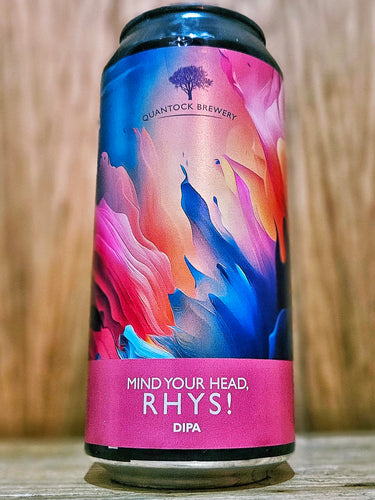 QUANTOCK BREWERY
MIND YOUR HEAD,
RHYS!
DIPA